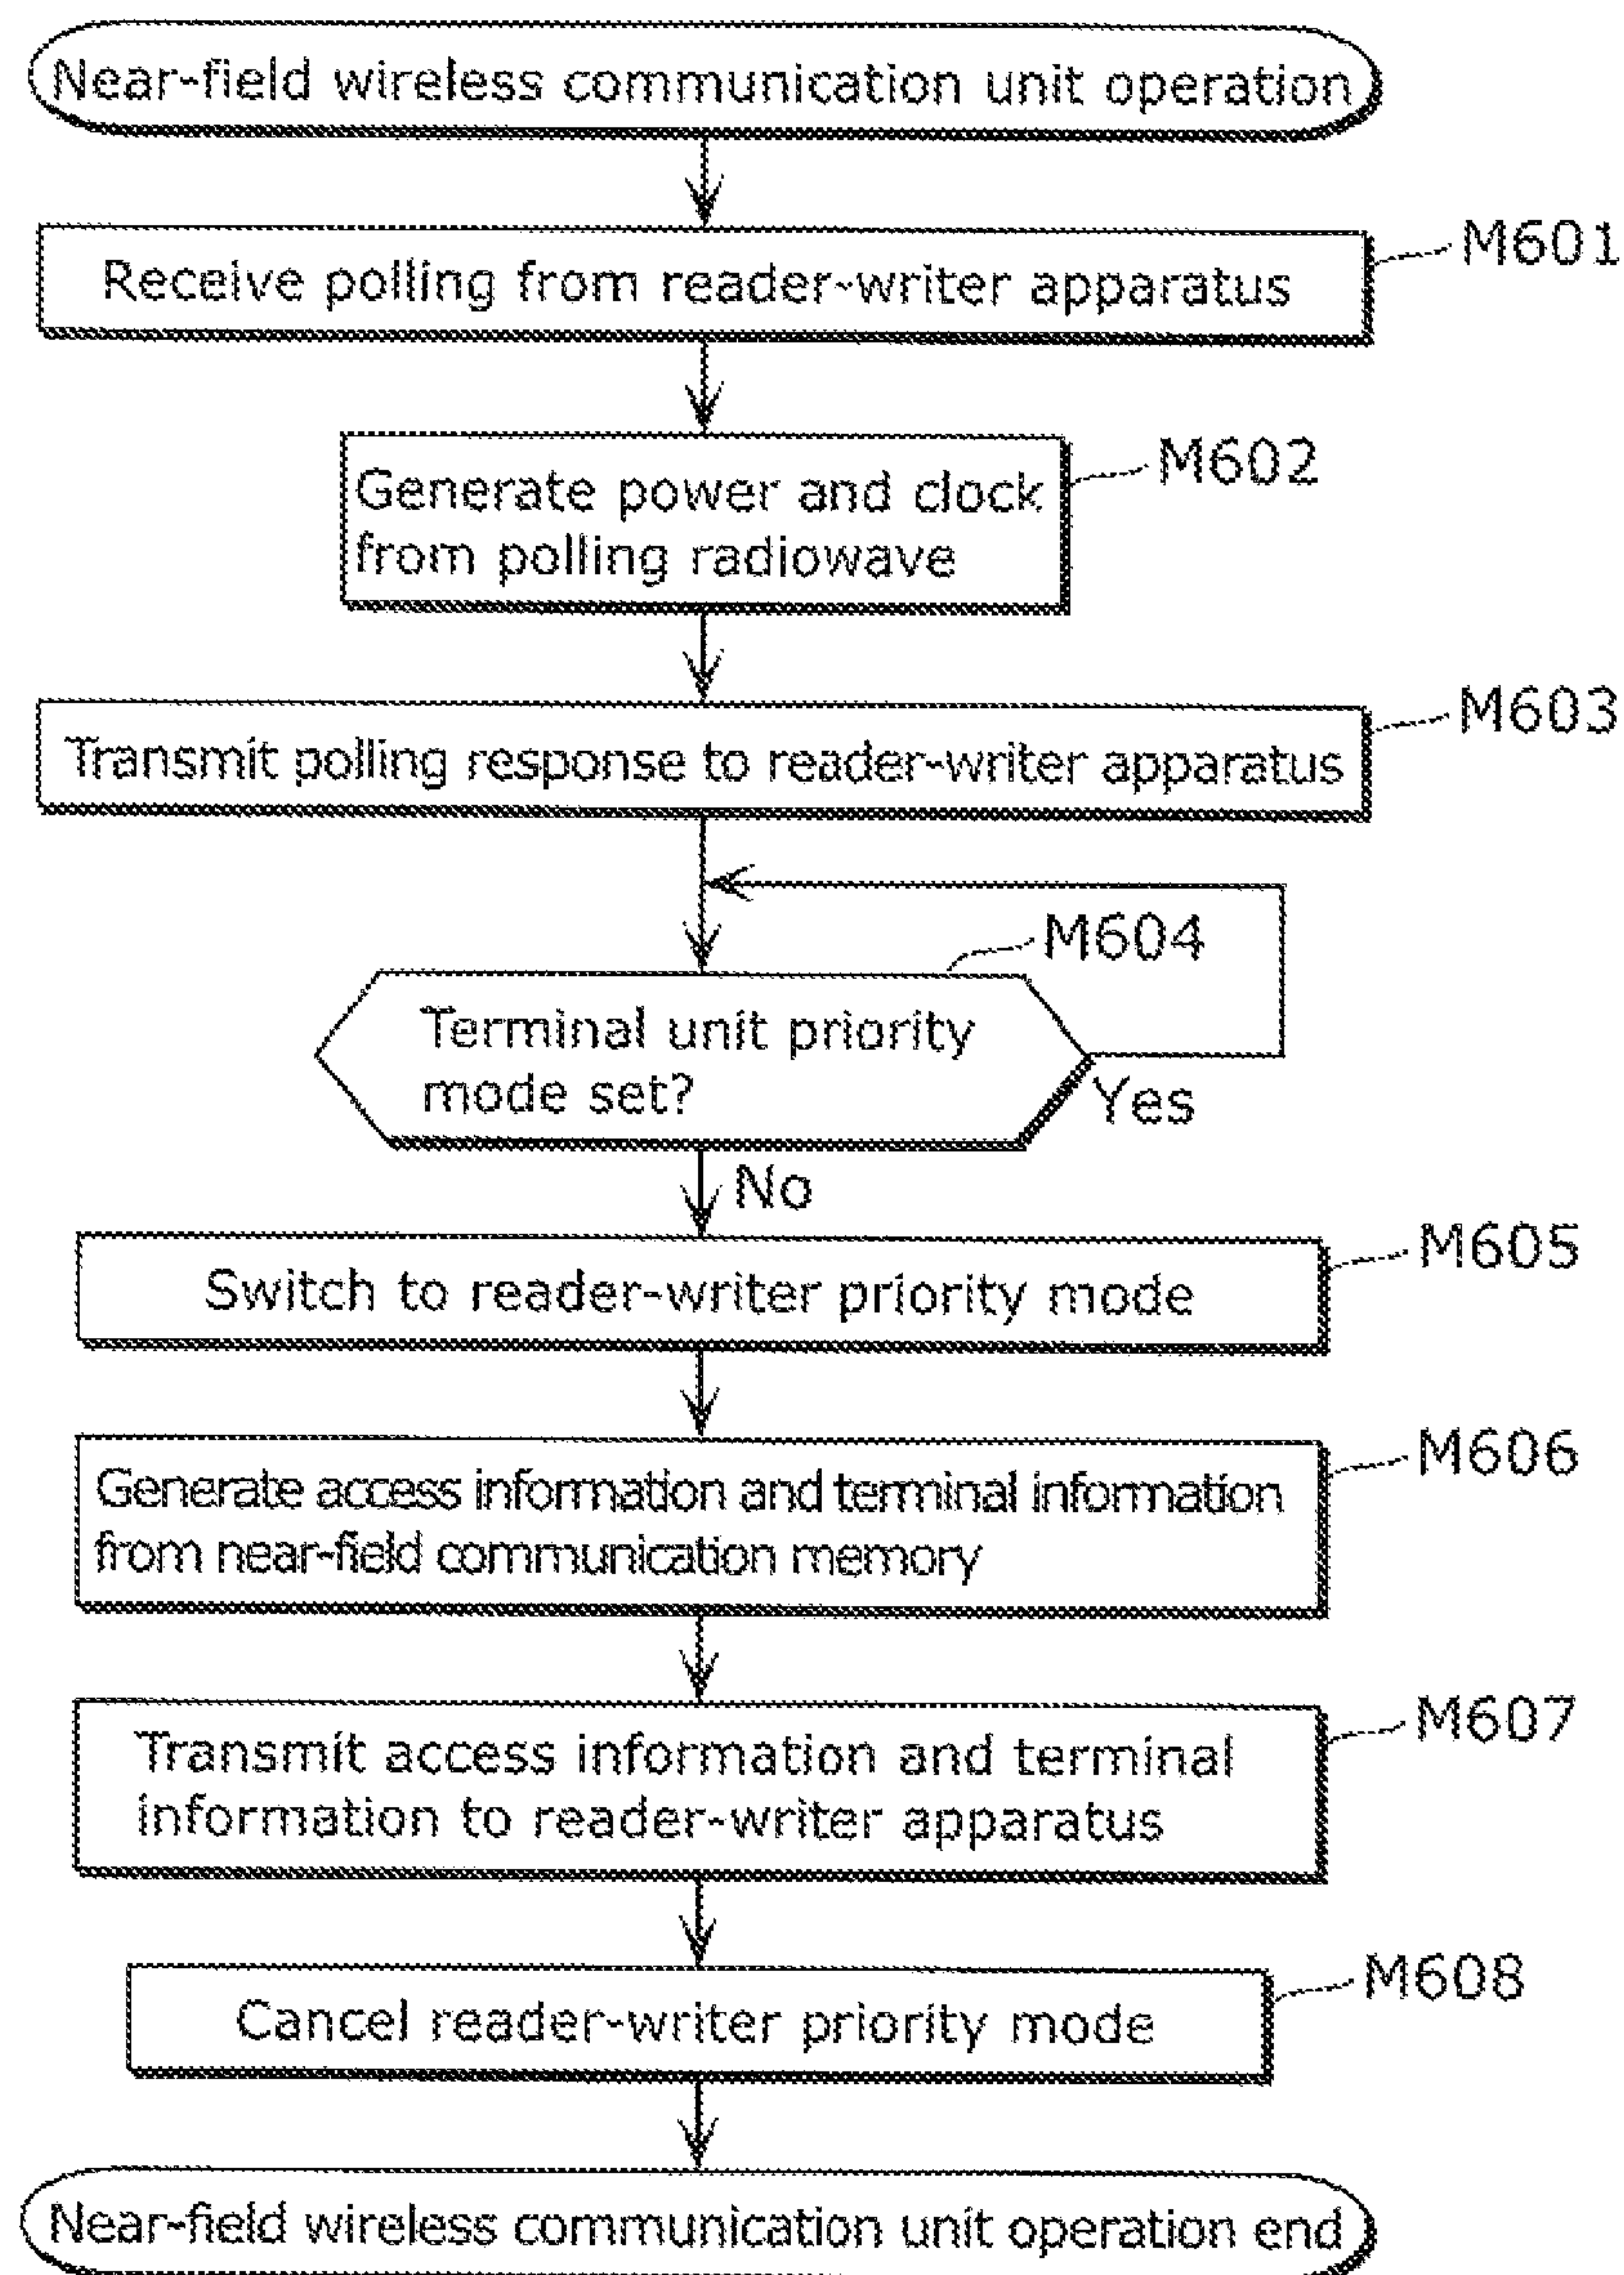 Near-field wireless communication unit operation
M601
Receive polling from reader-writer apparatus
M602
Generate power and clock
from polling radiowave
M603
Transmit polling response to reader-writer apparatus
M604
Terminal unit priority
mode set?
Yes
No
M605
Switch to reader-writer priority mode
M606
Generate access information and terminal information
from near-field communication memory
M607
Transmit access information and terminal
information to reader-writer apparatus
M608
Cancel reader-writer priority mode
Near-field wireless communication unit operation end